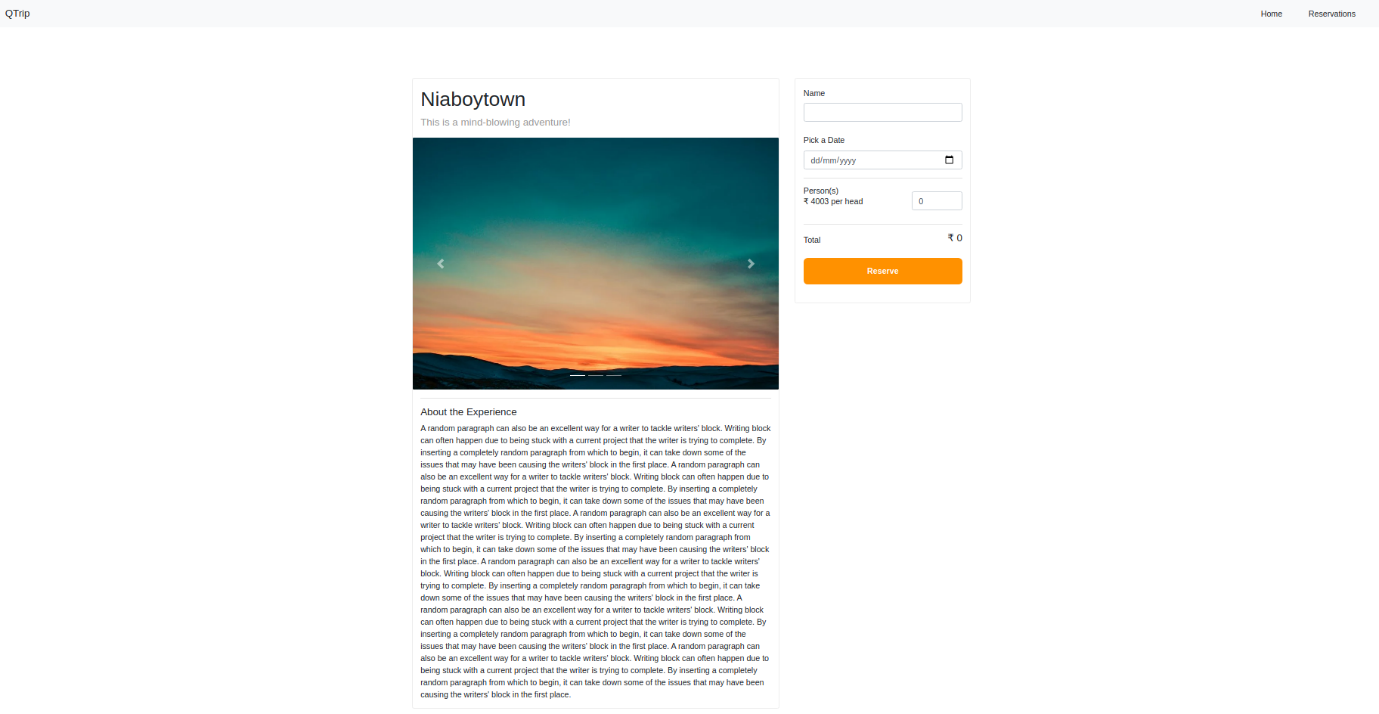 QTrip
Home
Reservations
Niaboytown
This is a mind-blowing adventure!
About the Experience
A random paragraph can also be an excellent way for a writer to tackle writers' block. Writing block
can often happen due to being stuck with a current project that the writer is trying to complete. By
inserting a completely random paragraph from which to begin, it can take down some of the
issues that may have been causing the writers' block in the first place. A random paragraph can
also be an excellent way for a writer to tackle writers' block. Writing block can often happen due to
being stuck with a current project that the writer is trying to complete. By inserting a completely
random paragraph from which to begin, it can take down some of the issues that may have been
causing the writers' block in the first place. A random paragraph can also be an excellent way for a
writer to tackle writers' block. Writing block can often happen due to being stuck with a current
project that the writer is trying to complete. By inserting a completely random paragraph from
which to begin, it can take down some of the issues that may have been causing the writers' block
in the first place. A random paragraph can also be an excellent way for a writer to tackle writers'
block. Writing block can often happen due to being stuck with a current project that the writer is
trying to complete. By inserting a completely random paragraph from which to begin, it can take
down some of the issues that may have been causing the writers' block in the first place. A
random paragraph can also be an excellent way for a writer to tackle writers' block. Writing block
can often happen due to being stuck with a current project that the writer is trying to complete. By
inserting a completely random paragraph from which to begin, it can take down some of the
issues that may have been causing the writers' block in the first place. A random paragraph can
also be an excellent way for a writer to tackle writers' block. Writing block can often happen due to
being stuck with a current project that the writer is trying to complete. By inserting a completely
random paragraph from which to begin, it can take down some of the issues that may have been
causing the writers' block in the first place.
Name
Pick a Date
dd/mm/yyyy
Person(s)
₹ 4003 per head
0
Total
₹ 0
Reserve